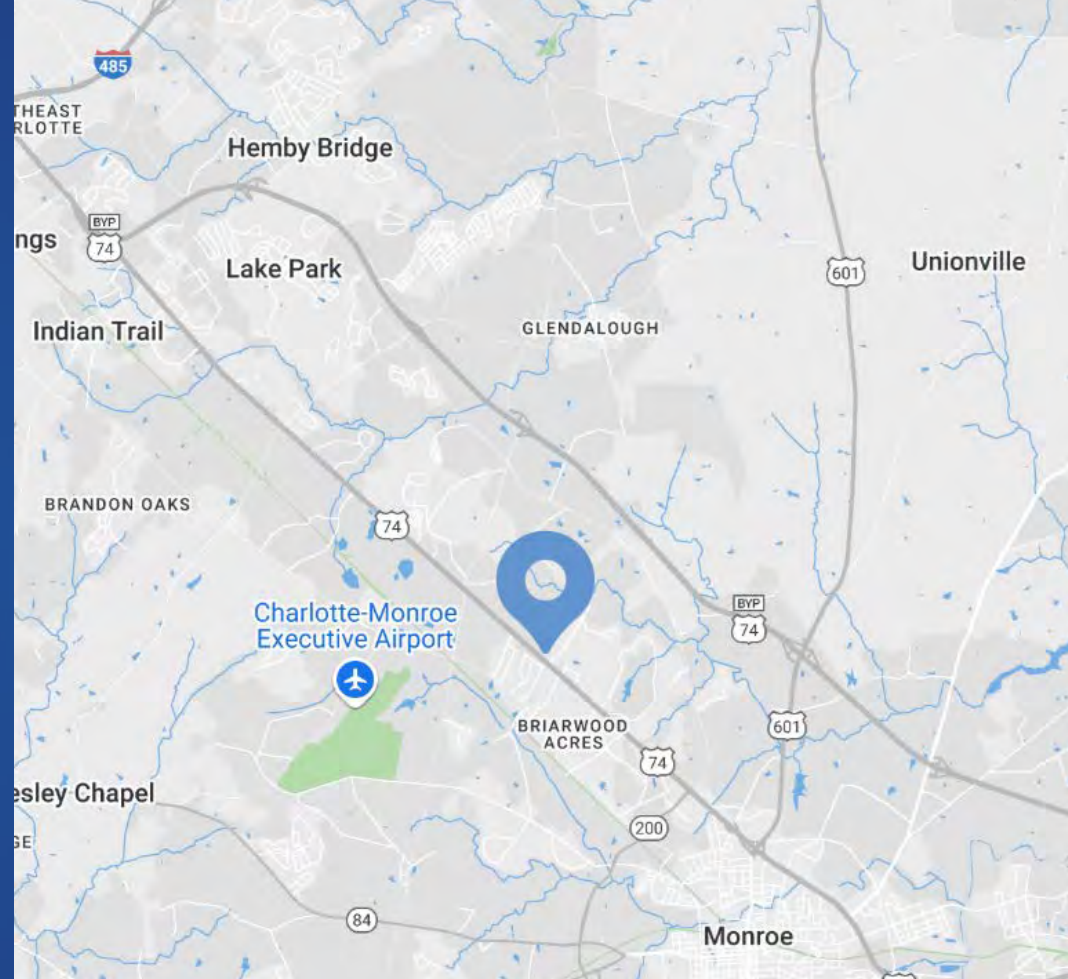 485
THEAST
RLOTTE
Hemby Bridge
BYP
74
ngs
Lake Park
601
Unionville
Indian Trail
GLENDALOUGH
BRANDON OAKS
74
Charlotte-Monroe
Executive Airport
BYP
74
BRIARWOOD
ACRES
601
74
esley Chapel
200
GE
84
Monroe